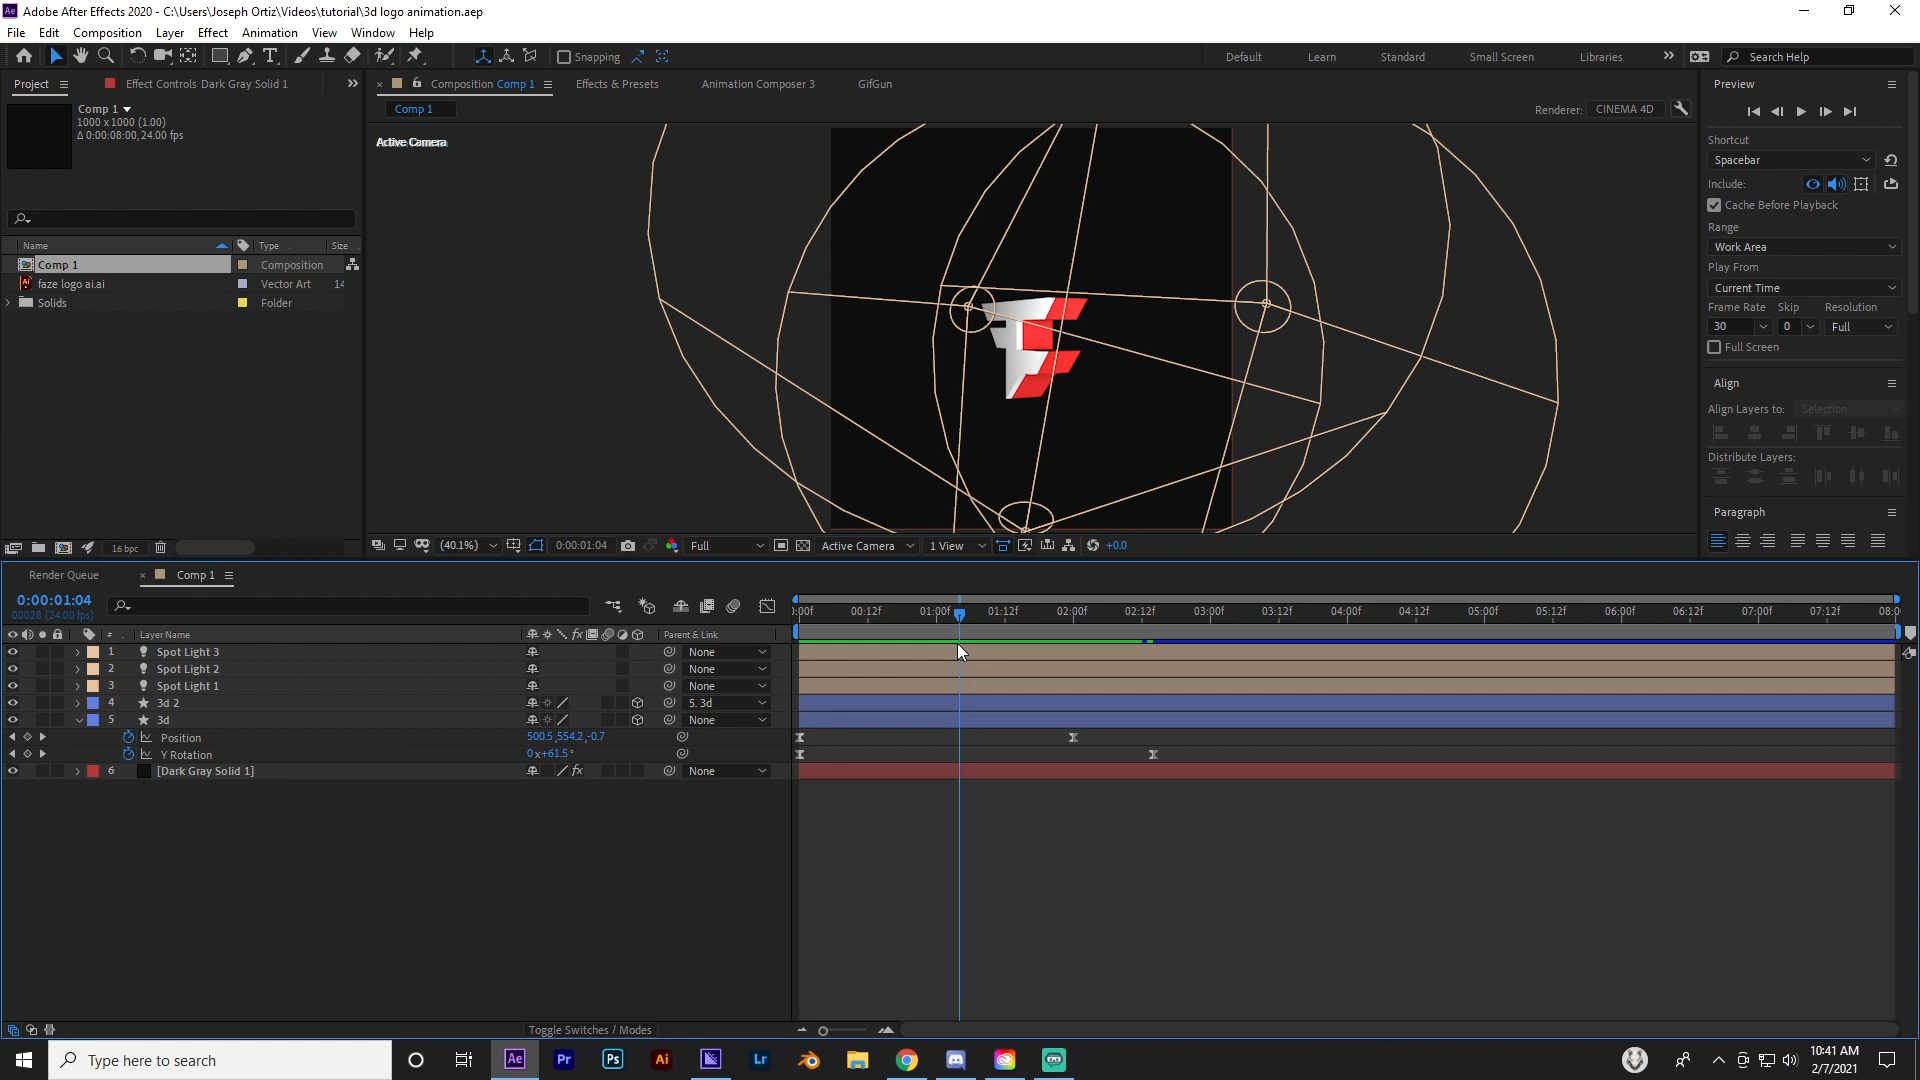 Adobe After Effects 2020 - C:\Users\Joseph Ortiz\Videos\tutorial\3d logo animation.aep
File Edit Composition Layer Effect Animation View Window Help
Snapping
Default Learn Standard Small Screen Libraries Search Help
Project Effect Controls Dark Gray Solid 1
Composition Comp 1 Effects & Presets Animation Composer 3 GifGun
Comp 1
1000 x 1000 (1.00)
Δ 0:00:08:00, 24.00 fps
Comp 1
Renderer: CINEMA 4D
Active Camera
Name Type Size
Comp 1 Composition
faze logo ai.ai Vector Art 14
Solids Folder
16 bpc
(40.1%) 0:00:01:04 Full Active Camera 1 View +0.0
Preview
Shortcut
Spacebar
Include:
Cache Before Playback
Range
Work Area
Play From
Current Time
Frame Rate Skip Resolution
30 0 Full
Full Screen
Align
Align Layers to: Selection
Distribute Layers:
Paragraph
Render Queue Comp 1
0:00:01:04
00028 (24.00 fps)
:00f 00:12f 01:00f 01:12f 02:00f 02:12f 03:00f 03:12f 04:00f 04:12f 05:00f 05:12f 06:00f 06:12f 07:00f 07:12f 08:0
# Layer Name Parent & Link
1 Spot Light 3 None
2 Spot Light 2 None
3 Spot Light 1 None
4 3d 2 5. 3d
5 3d None
Position 500.5,554.2,-0.7
Y Rotation 0x+61.5°
6 [Dark Gray Solid 1] None
Toggle Switches / Modes
Type here to search
Ae Pr Ps Ai Lr
10:41 AM
2/7/2021